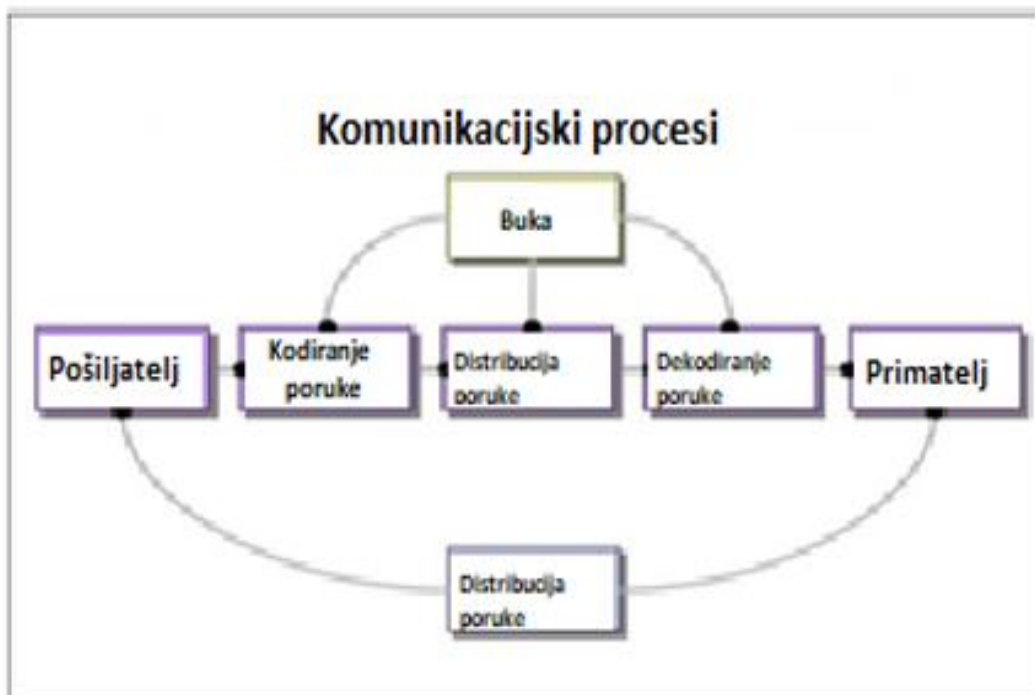 Komunikacijski procesi
Buka
Pošiljatelj
Kodiranje
poruke
Distribucija
poruke
Dekodiranje
poruke
Primatelj
Distribucija
poruke